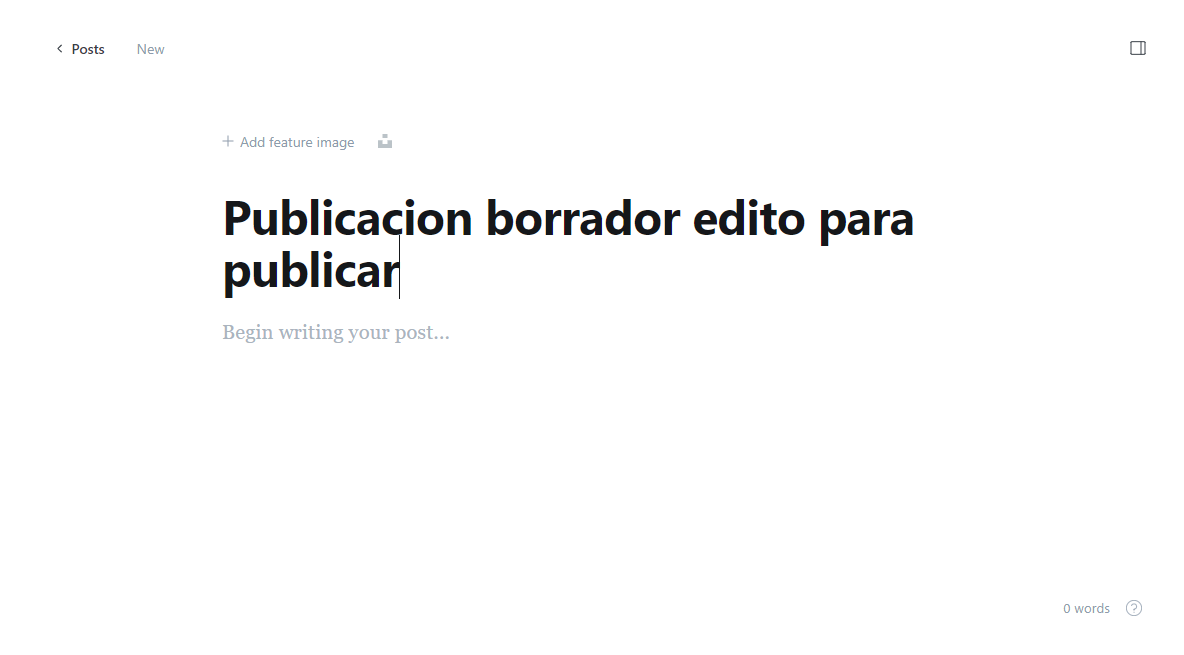 Posts
New
Add feature image
Publicacion borrador edito para
publicar
Begin writing your post...
0 words
?